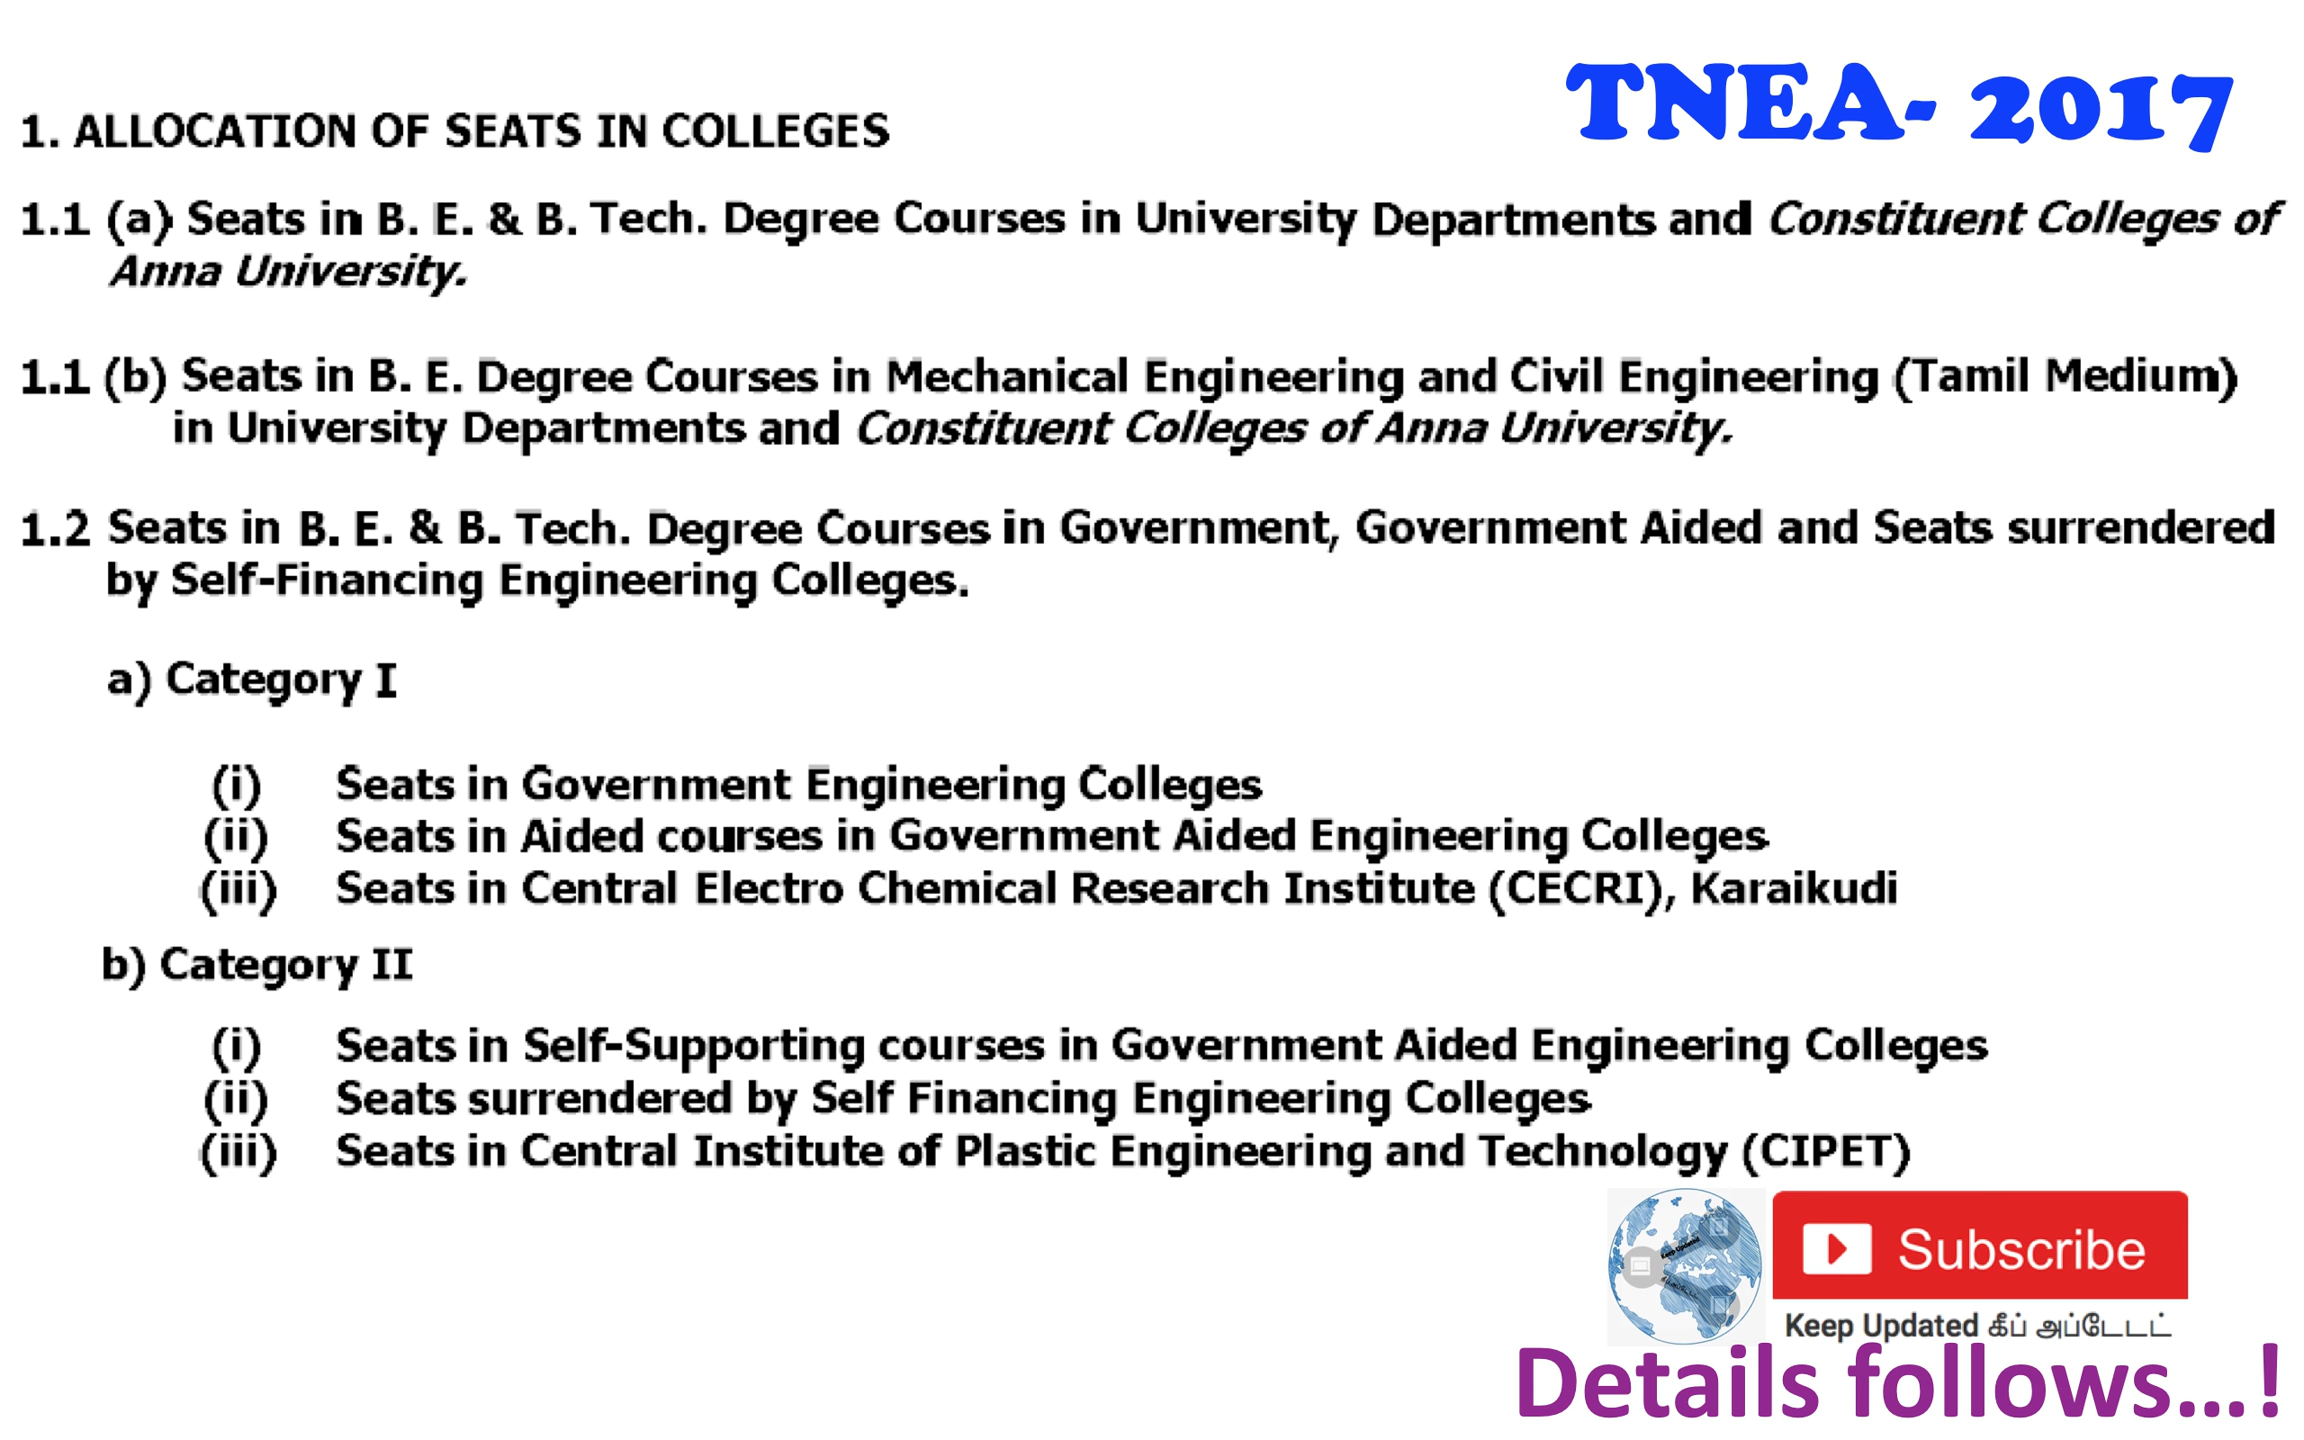 TNEA- 2017
1. ALLOCATION OF SEATS IN COLLEGES
1.1 (a) Seats in B. E. & B. Tech. Degree Courses in University Departments and Constituent Colleges of
Anna University.
1.1 (b) Seats in B. E. Degree Courses in Mechanical Engineering and Civil Engineering (Tamil Medium)
in University Departments and Constituent Colleges of Anna University.
1.2 Seats in B. E. & B. Tech. Degree Courses in Government, Government Aided and Seats surrendered
by Self-Financing Engineering Colleges.
a) Category I
(i) Seats in Government Engineering Colleges
(ii) Seats in Aided courses in Government Aided Engineering Colleges
(iii) Seats in Central Electro Chemical Research Institute (CECRI), Karaikudi
b) Category II
(i) Seats in Self-Supporting courses in Government Aided Engineering Colleges
(ii) Seats surrendered by Self Financing Engineering Colleges
(iii) Seats in Central Institute of Plastic Engineering and Technology (CIPET)
Keep Updated
Subscribe
Keep Updated கீப் அப்டேடட்
Details follows...!